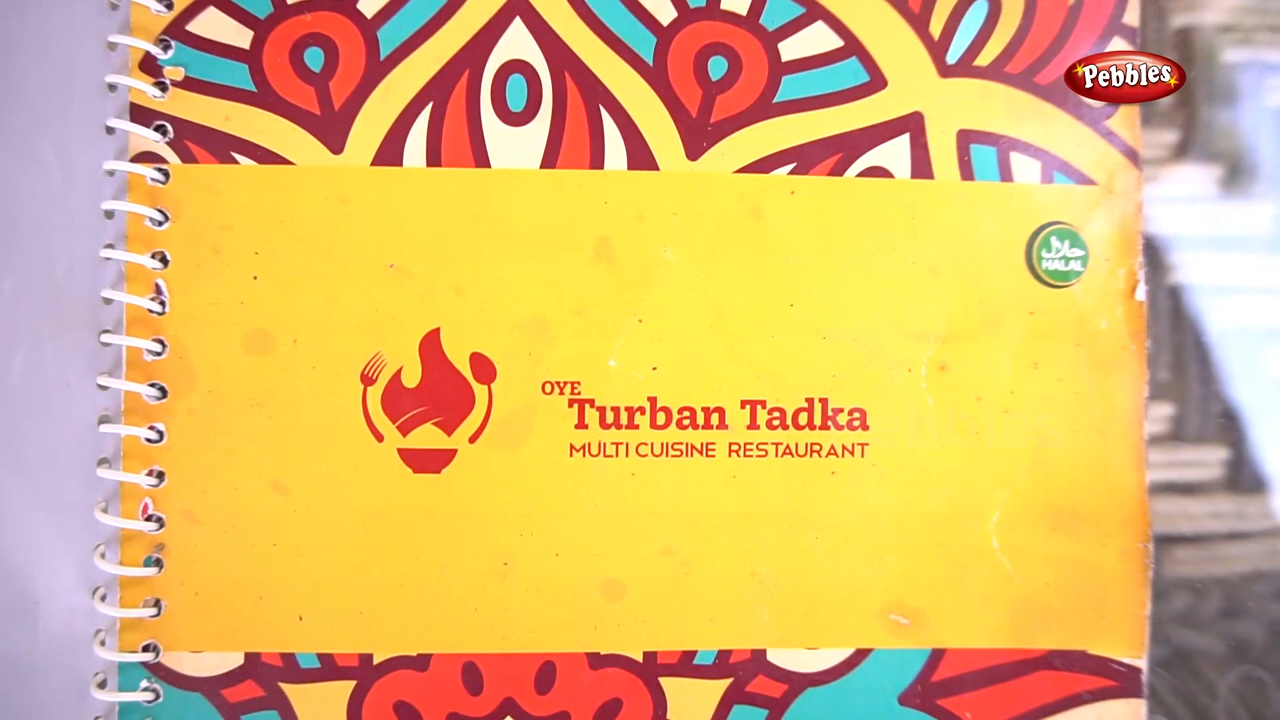 Pebbles
حلال
HALAL
OYE
Turban Tadka
MULTI CUISINE RESTAURANT